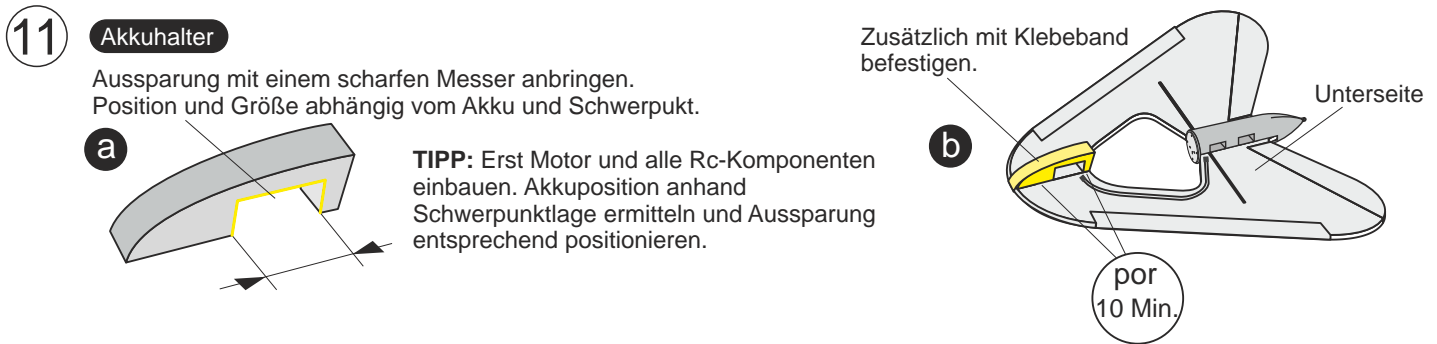 11
Akkuhalter
Aussparung mit einem scharfen Messer anbringen.
Position und Größe abhängig vom Akku und Schwerpukt.
a
TIPP: Erst Motor und alle Rc-Komponenten
einbauen. Akkuposition anhand
Schwerpunktlage ermitteln und Aussparung
entsprechend positionieren.
Zusätzlich mit Klebeband
befestigen.
Unterseite
b
por
10 Min.